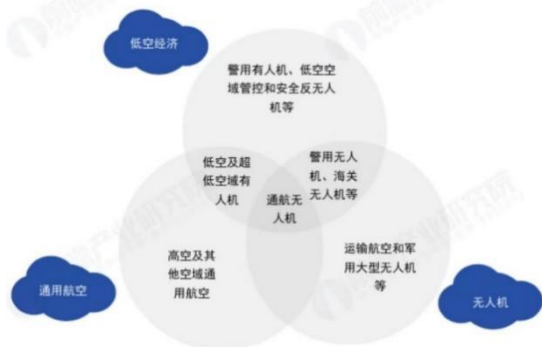 低空经济
警用有人机、低空空
域管控和安全反无人
机等
低空及超
低空域有
人机
警用无人
机、海关
无人机等
通航无
人机
高空及其
他空域通
用航空
运输航空和军
用大型无人机
等
通用航空
无人机